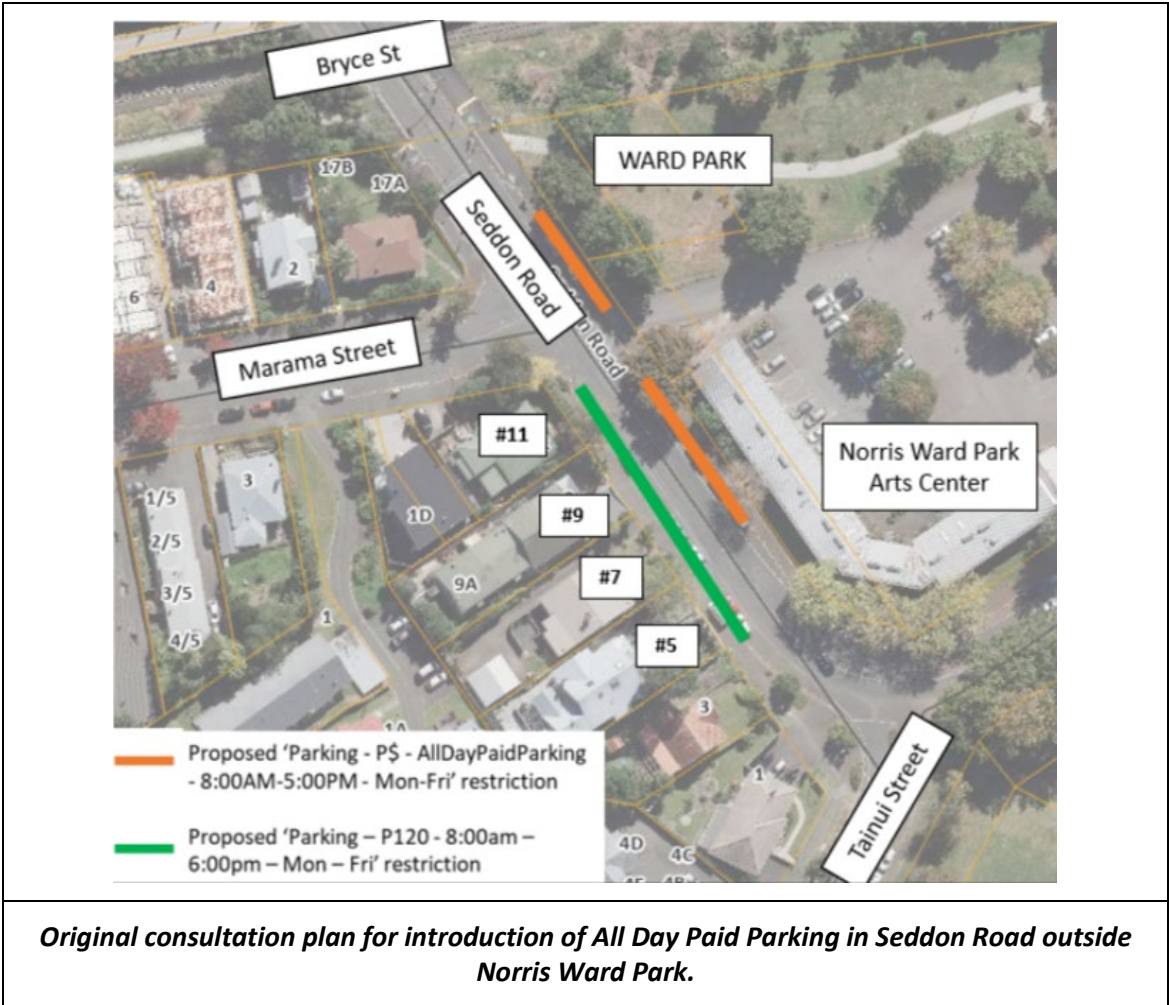 Bryce St
WARD PARK
17B
17A
Seddon Road
2
4
6
n Road
Marama Street
#11
Norris Ward Park
Arts Center
3
1/5
2/5
3/5
4/5
1D
#9
9A
#7
1
#5
3
1A
1
Tainui Street
4D
4C
Proposed 'Parking - P$ - AllDayPaidParking
- 8:00AM-5:00PM - Mon-Fri' restriction
Proposed 'Parking – P120 - 8:00am –
6:00pm – Mon – Fri' restriction
Original consultation plan for introduction of All Day Paid Parking in Seddon Road outside
Norris Ward Park.